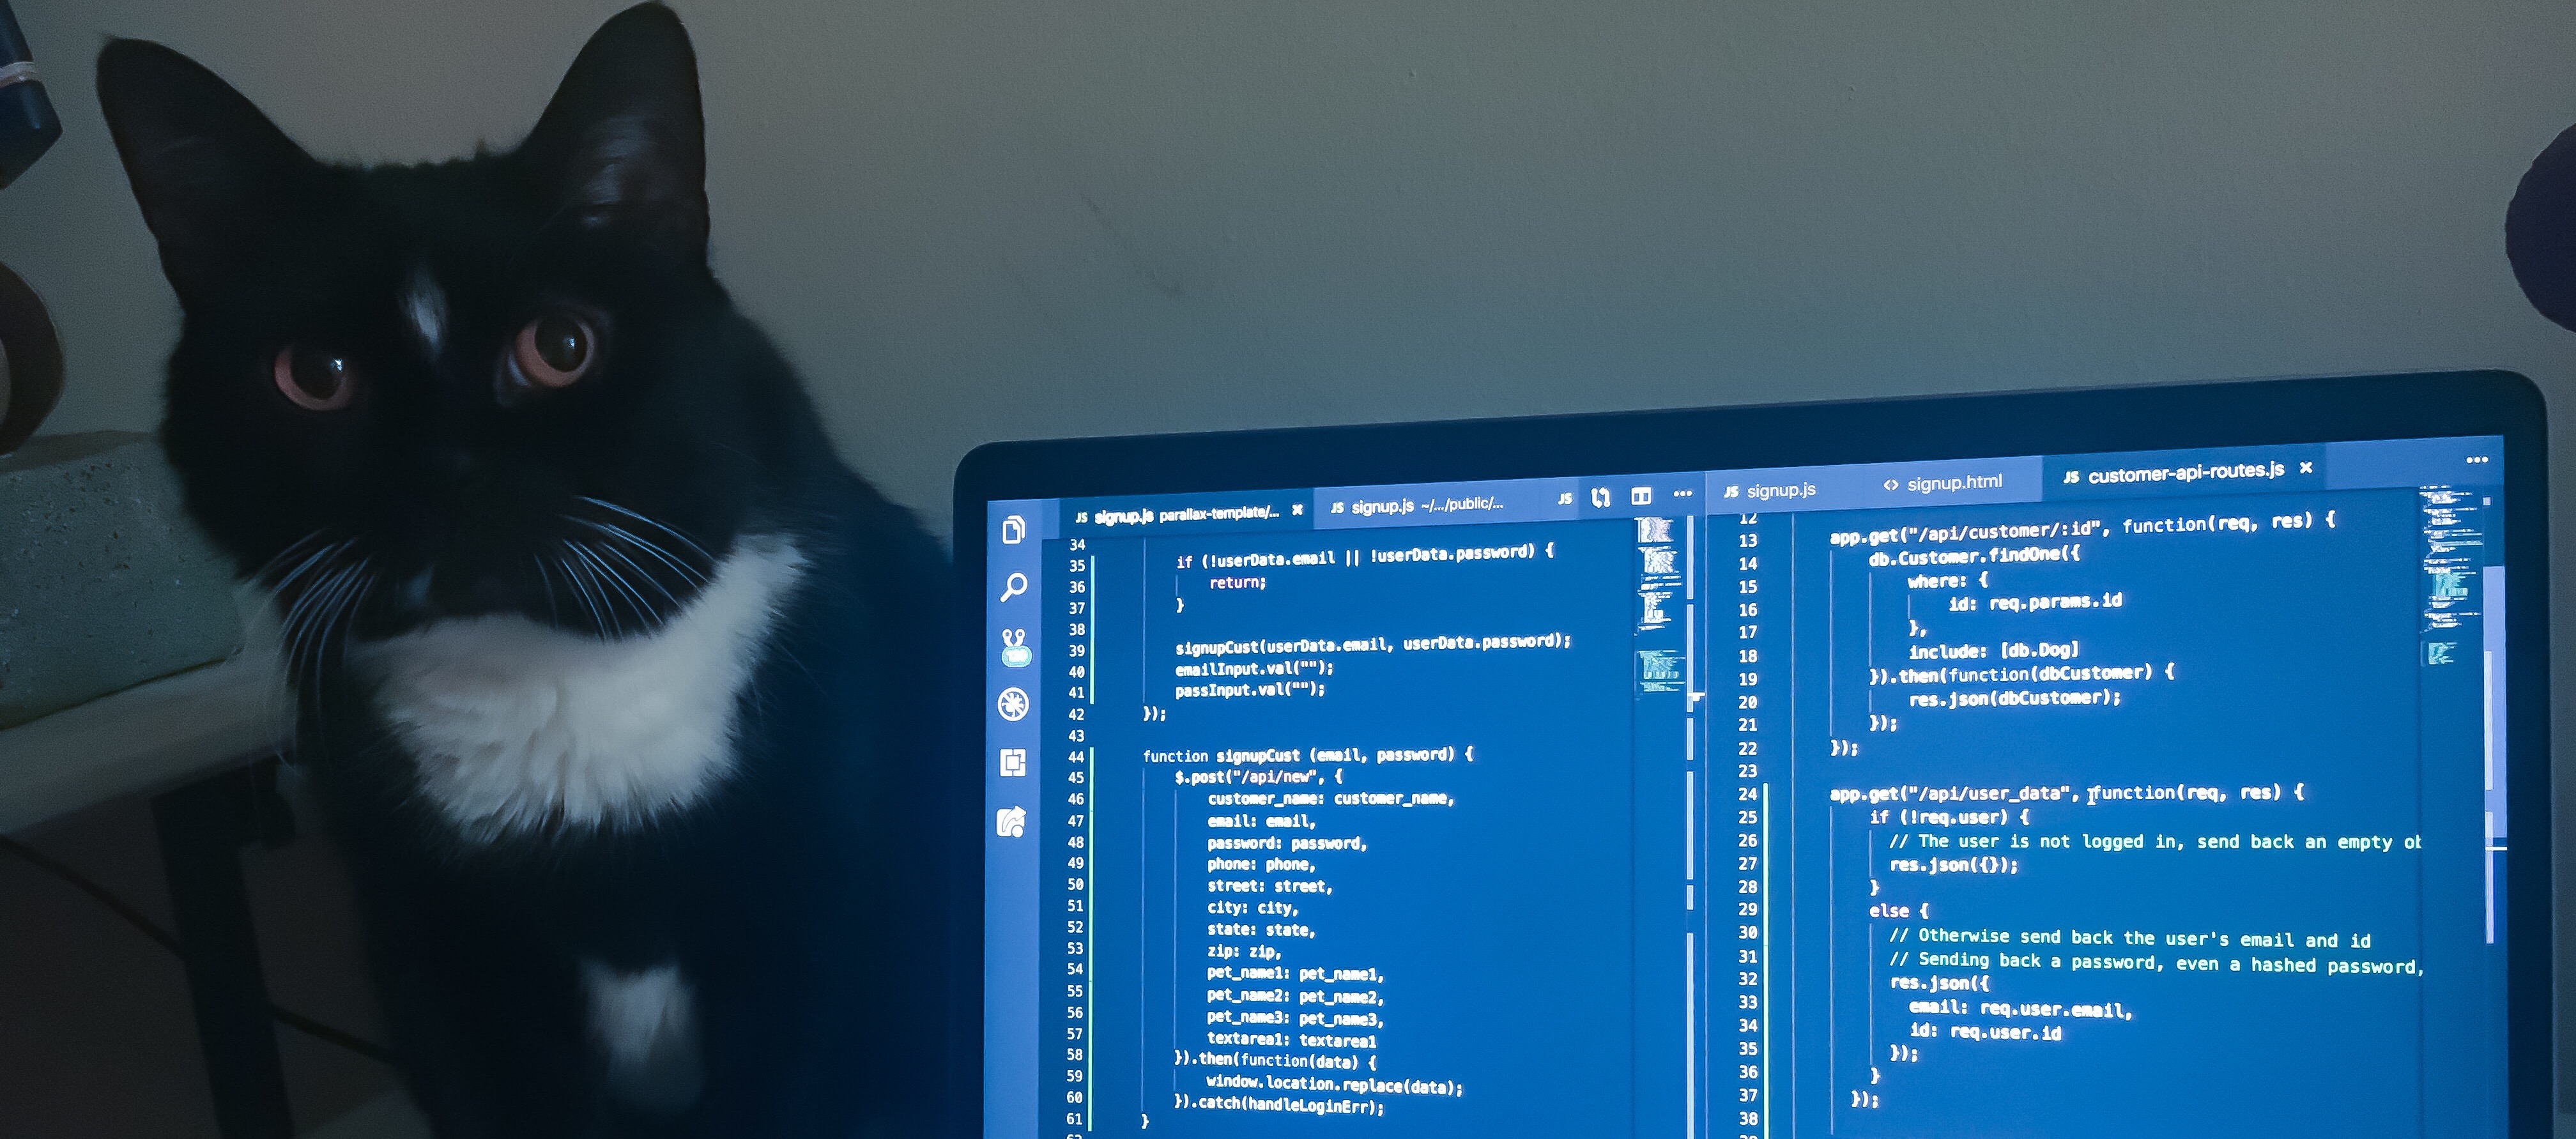 JS signup.js parallax-template/... ×
JS signup.js ~/.../public/...
JS
34
35 if (!userData.email || !userData.password) {
36 return;
37 }
38
39 signupCust(userData.email, userData.password);
40 emailInput.val("");
41 passInput.val("");
42 });
43
44 function signupCust (email, password) {
45 $.post("/api/new", {
46 customer_name: customer_name,
47 email: email,
48 password: password,
49 phone: phone,
50 street: street,
51 city: city,
52 state: state,
53 zip: zip,
54 pet_name1: pet_name1,
55 pet_name2: pet_name2,
56 pet_name3: pet_name3,
57 textarea1: textarea1
58 }).then(function(data) {
59 window.location.replace(data);
60 }).catch(handleLoginErr);
61 }
JS signup.js
<> signup.html
JS customer-api-routes.js ×
12
13 app.get("/api/customer/:id", function(req, res) {
14 db.Customer.findOne({
15 where: {
16 id: req.params.id
17 },
18 include: [db.Dog]
19 }).then(function(dbCustomer) {
20 res.json(dbCustomer);
21 });
22 });
23
24 app.get("/api/user_data", function(req, res) {
25 if (!req.user) {
26 // The user is not logged in, send back an empty ob
27 res.json({});
28 }
29 else {
30 // Otherwise send back the user's email and id
31 // Sending back a password, even a hashed password,
32 res.json({
33 email: req.user.email,
34 id: req.user.id
35 });
36 }
37 });
38